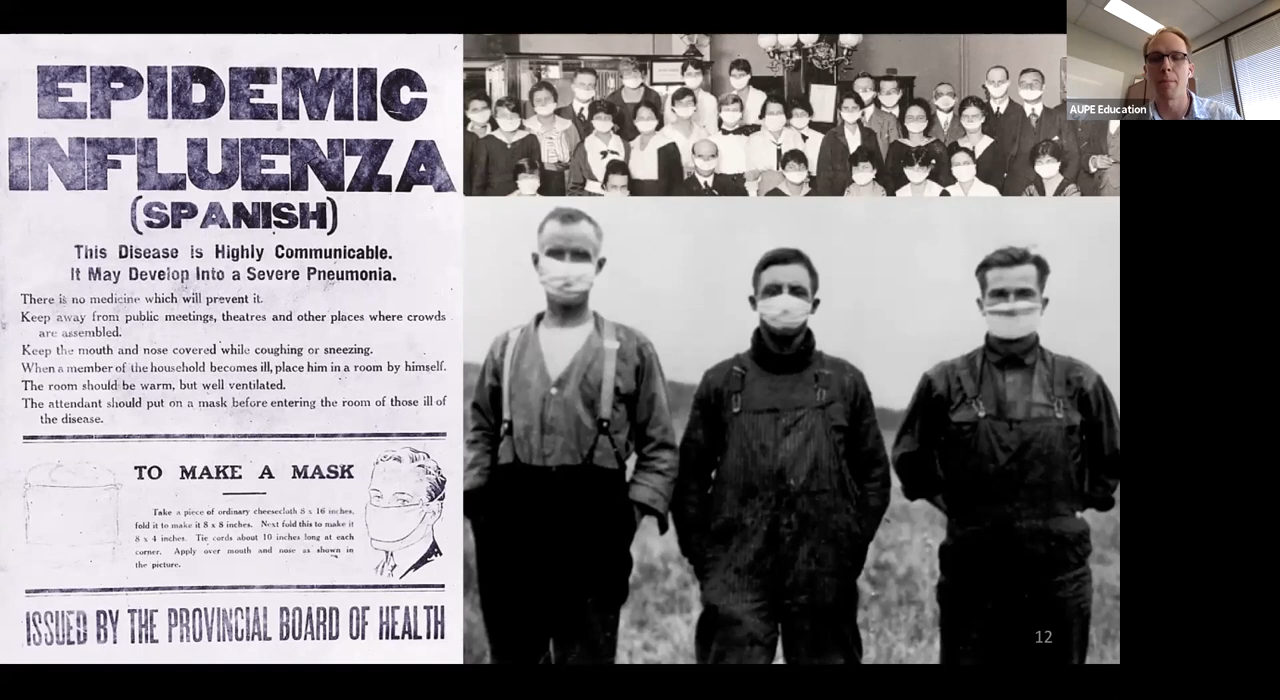 EPIDEMIC
INFLUENZA
(SPANISH)
This Disease is Highly Communicable.
It May Develop Into a Severe Pneumonia.
There is no medicine which will prevent it.
Keep away from public meetings, theatres and other places where crowds
are assembled.
Keep the mouth and nose covered while coughing or sneezing.
When a member of the household becomes ill, place him in a room by himself.
The room should be warm, but well ventilated.
The attendant should put on a mask before entering the room of those ill of
the disease.
TO MAKE A MASK
Take a piece of ordinary cheesecloth 8 x 16 inches,
fold it to make it 8 x 8 inches. Next fold this to make it
8 x 4 inches. Tie cords about 10 inches long at each
corner. Apply over mouth and nose as shown in
the picture.
ISSUED BY THE PROVINCIAL BOARD OF HEALTH
AUPE Education
12